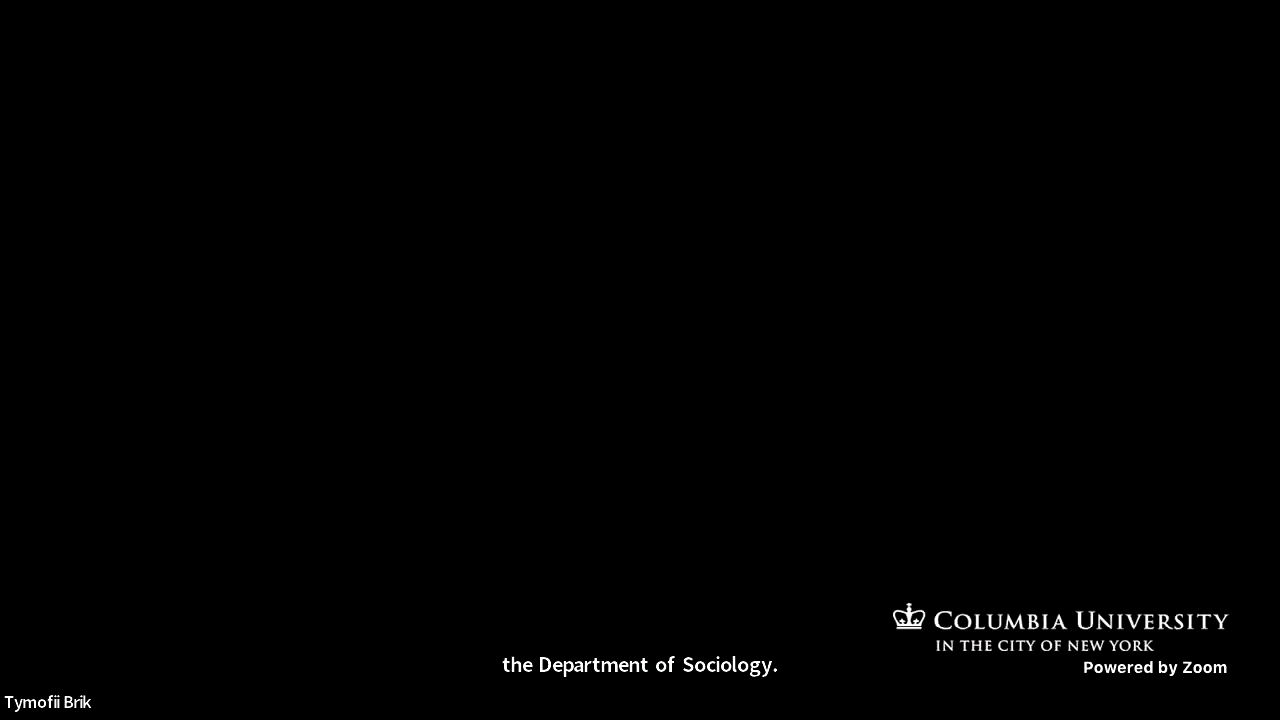 COLUMBIA UNIVERSITY
IN THE CITY OF NEW YORK
the Department of Sociology.
Powered by Zoom
Tymofii Brik